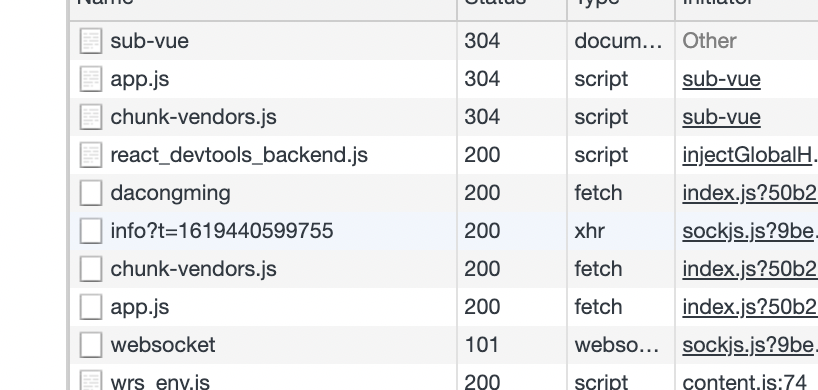 Name Status Type Initiator
sub-vue 304 docum... Other
app.js 304 script sub-vue
chunk-vendors.js 304 script sub-vue
react_devtools_backend.js 200 script injectGlobalH.
dacongming 200 fetch index.js?50b2
info?t=1619440599755 200 xhr sockjs.js?9be.
chunk-vendors.js 200 fetch index.js?50b2
app.js 200 fetch index.js?50b2
websocket 101 webso... sockjs.js?9be.
wrs_env.js 200 script content.js:74